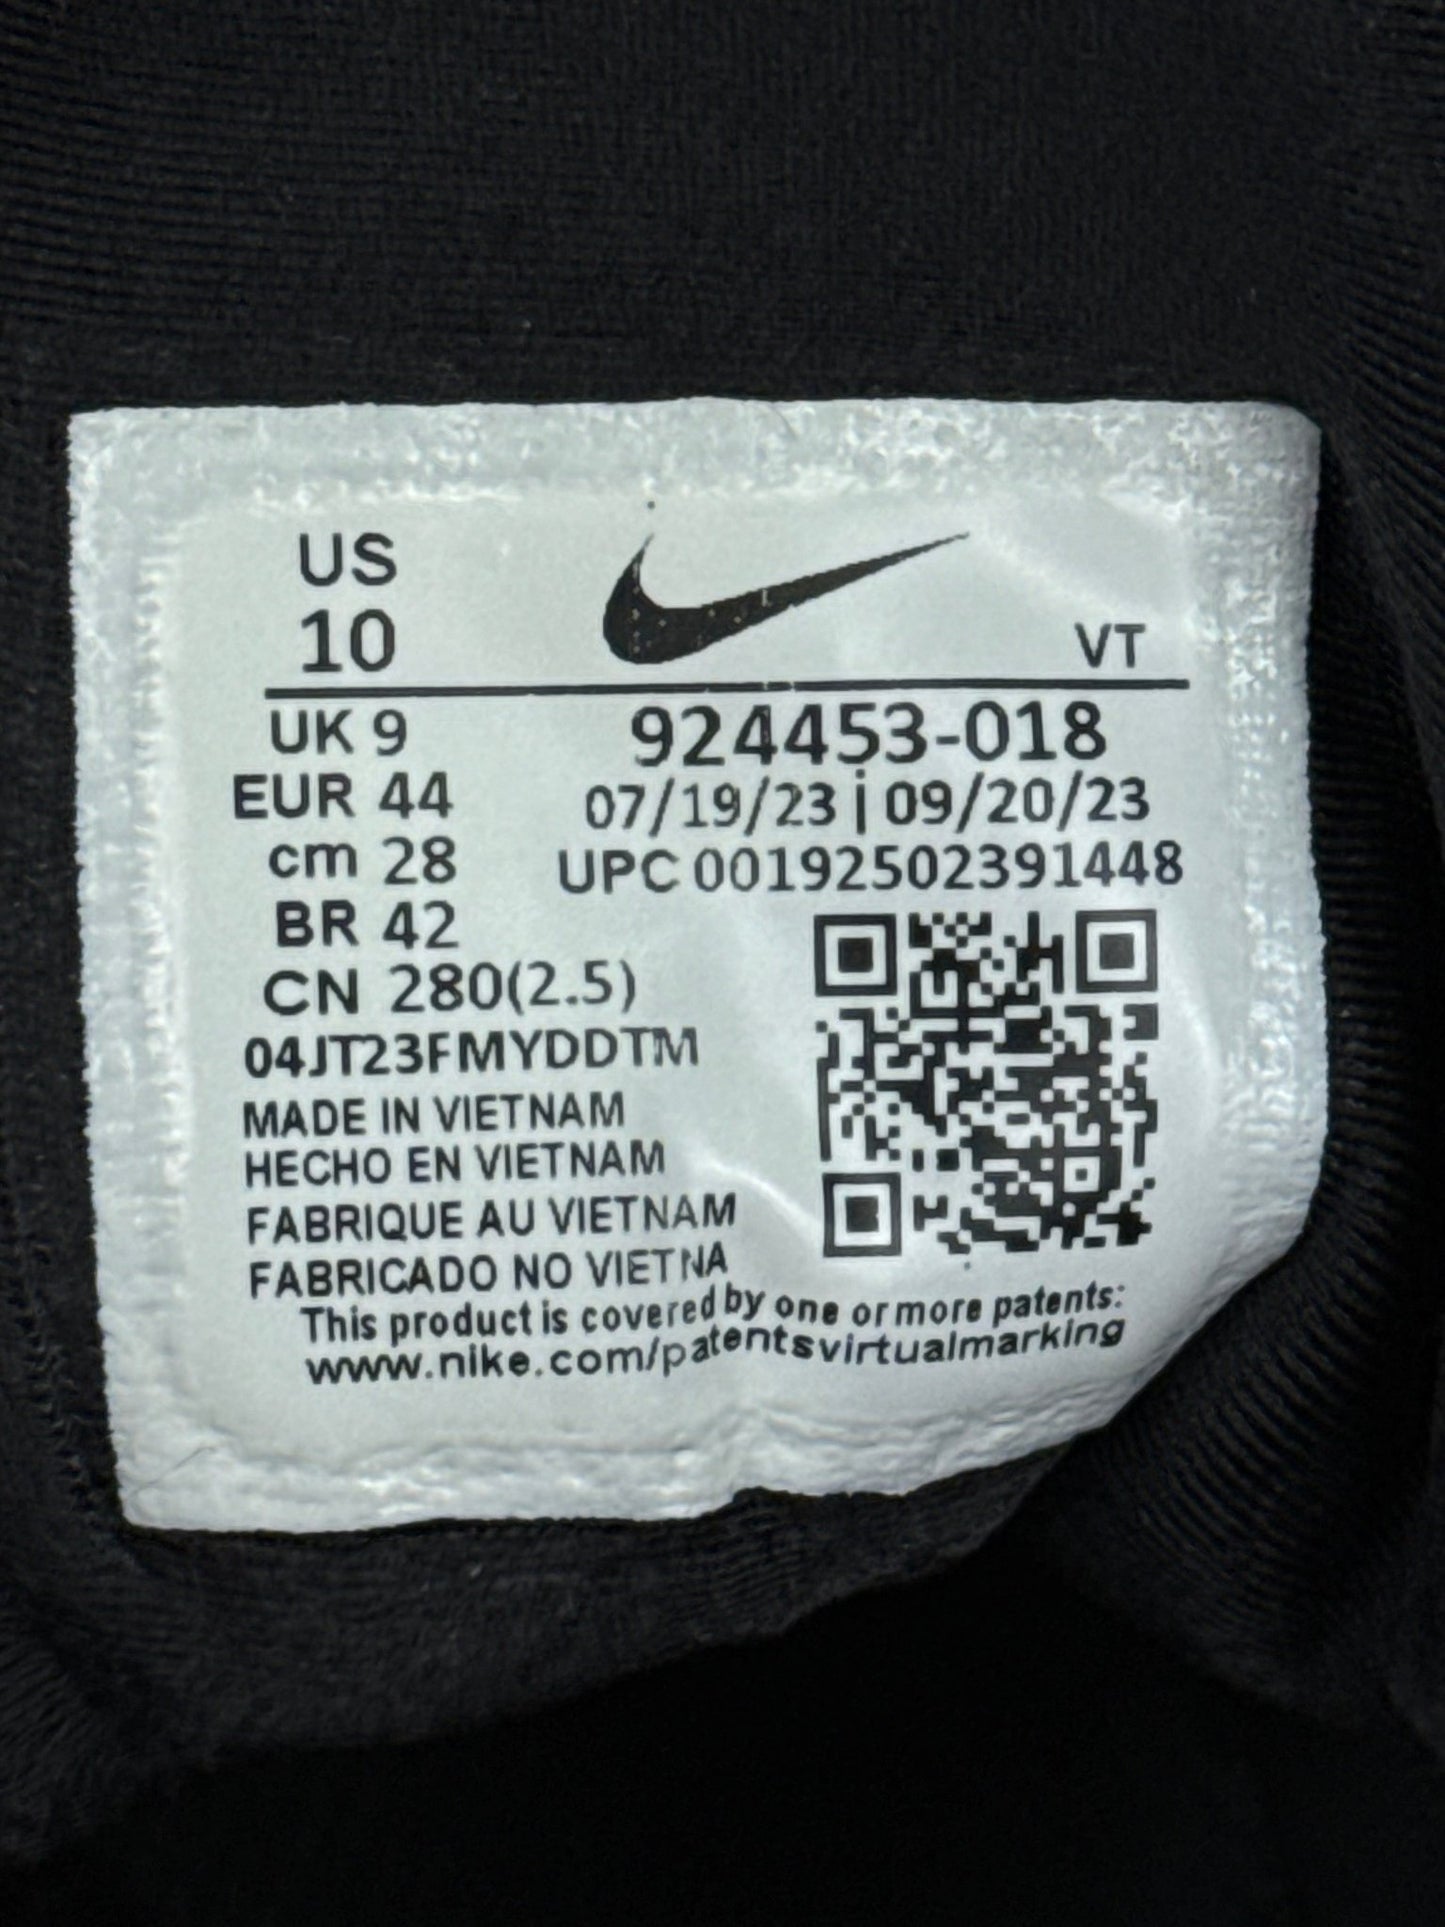 US
10
VT
UK 9
924453-018
EUR 44
07/19/23 | 09/20/23
cm 28
UPC 00192502391448
BR 42
CN 280(2.5)
04JT23FMYDDTM
MADE IN VIETNAM
HECHO EN VIETNAM
FABRIQUE AU VIETNAM
FABRICADO NO VIETNA
This product is covered by one or more patents:
www.nike.com/patentsvirtualmarking